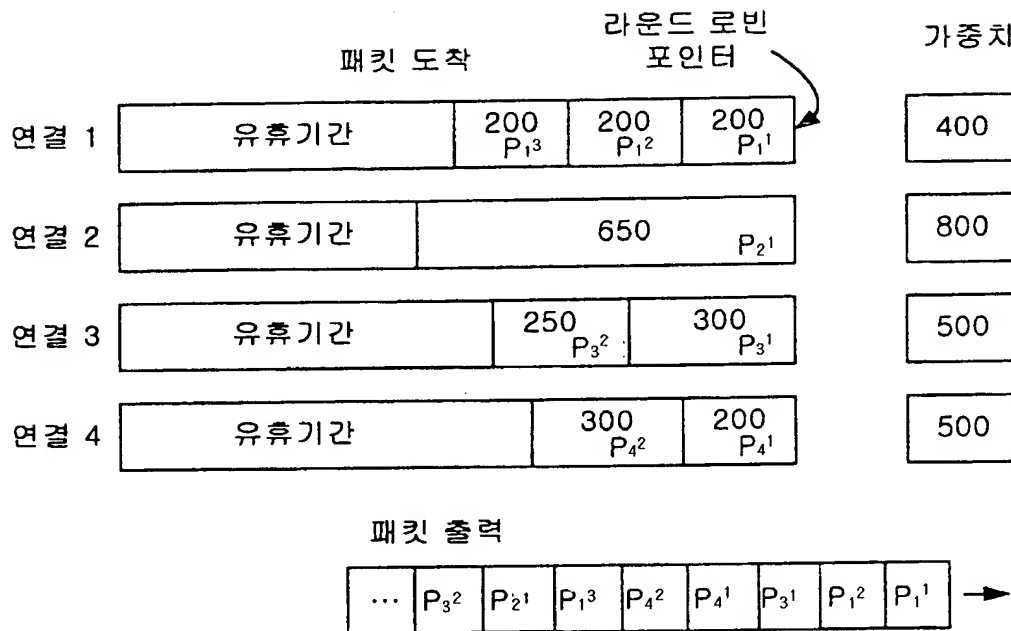 라운드 로빈
포인터
가중치
패킷 도착
연결 1 유휴기간 200 P₁³ 200 P₁² 200 P₁¹ 400
연결 2 유휴기간 650 P₂¹ 800
연결 3 유휴기간 250 P₃² 300 P₃¹ 500
연결 4 유휴기간 300 P₄² 200 P₄¹ 500
패킷 출력
… P₃² P₂¹ P₁³ P₄² P₄¹ P₃¹ P₁² P₁¹